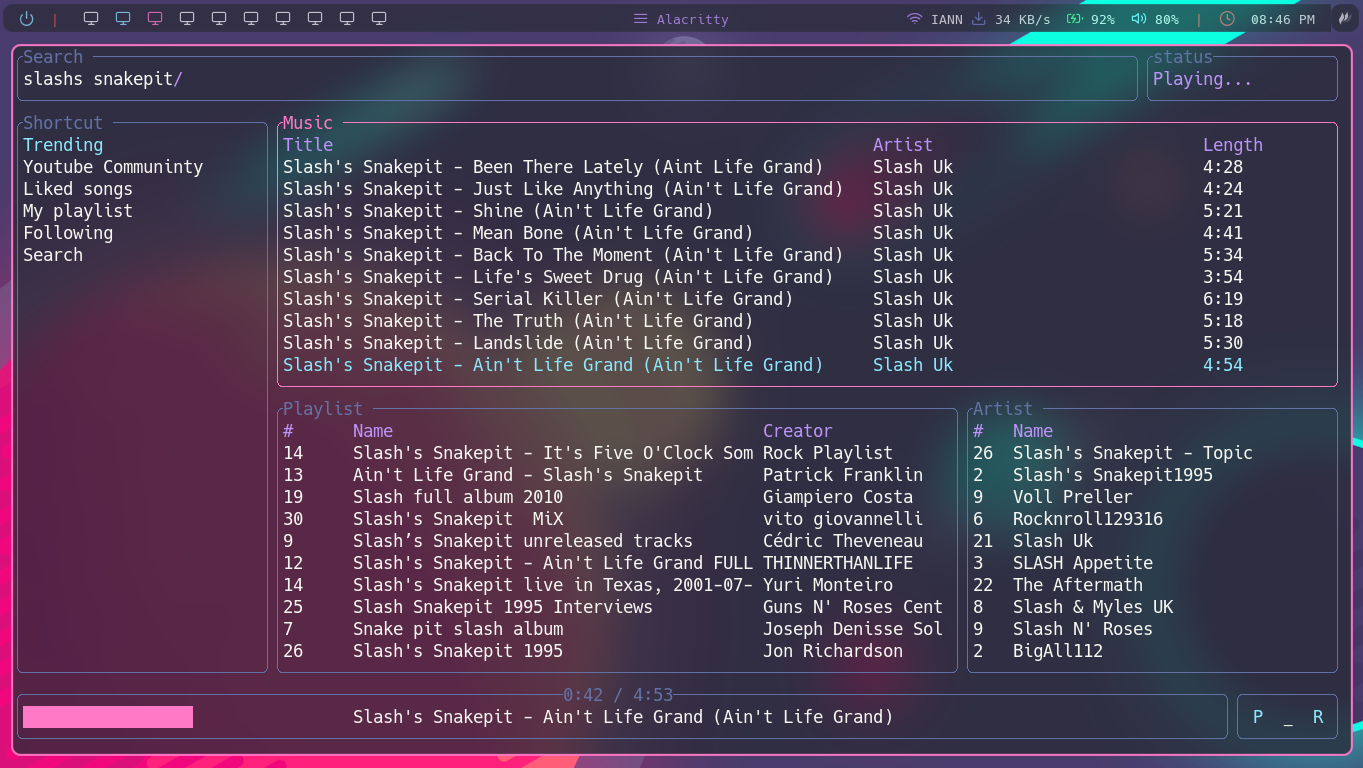 | Alacritty IANN 34 KB/s 92% 80% | 08:46 PM
Search
slashs snakepit/
status
Playing...
Shortcut
Trending
Youtube Communinty
Liked songs
My playlist
Following
Search
Music
Title Artist Length
Slash's Snakepit - Been There Lately (Aint Life Grand) Slash Uk 4:28
Slash's Snakepit - Just Like Anything (Ain't Life Grand) Slash Uk 4:24
Slash's Snakepit - Shine (Ain't Life Grand) Slash Uk 5:21
Slash's Snakepit - Mean Bone (Ain't Life Grand) Slash Uk 4:41
Slash's Snakepit - Back To The Moment (Ain't Life Grand) Slash Uk 5:34
Slash's Snakepit - Life's Sweet Drug (Ain't Life Grand) Slash Uk 3:54
Slash's Snakepit - Serial Killer (Ain't Life Grand) Slash Uk 6:19
Slash's Snakepit - The Truth (Ain't Life Grand) Slash Uk 5:18
Slash's Snakepit - Landslide (Ain't Life Grand) Slash Uk 5:30
Slash's Snakepit - Ain't Life Grand (Ain't Life Grand) Slash Uk 4:54
Playlist
# Name Creator
14 Slash's Snakepit - It's Five O'Clock Som Rock Playlist
13 Ain't Life Grand - Slash's Snakepit Patrick Franklin
19 Slash full album 2010 Giampiero Costa
30 Slash's Snakepit  MiX vito giovannelli
9 Slash’s Snakepit unreleased tracks Cédric Theveneau
12 Slash's Snakepit - Ain't Life Grand FULL THINNERTHANLIFE
14 Slash's Snakepit live in Texas, 2001-07- Yuri Monteiro
25 Slash Snakepit 1995 Interviews Guns N' Roses Cent
7 Snake pit slash album Joseph Denisse Sol
26 Slash's Snakepit 1995 Jon Richardson
Artist
# Name
26 Slash's Snakepit - Topic
2 Slash's Snakepit1995
9 Voll Preller
6 Rocknroll129316
21 Slash Uk
3 SLASH Appetite
22 The Aftermath
8 Slash & Myles UK
9 Slash N' Roses
2 BigAll112
0:42 / 4:53
Slash's Snakepit - Ain't Life Grand (Ain't Life Grand)
P _ R